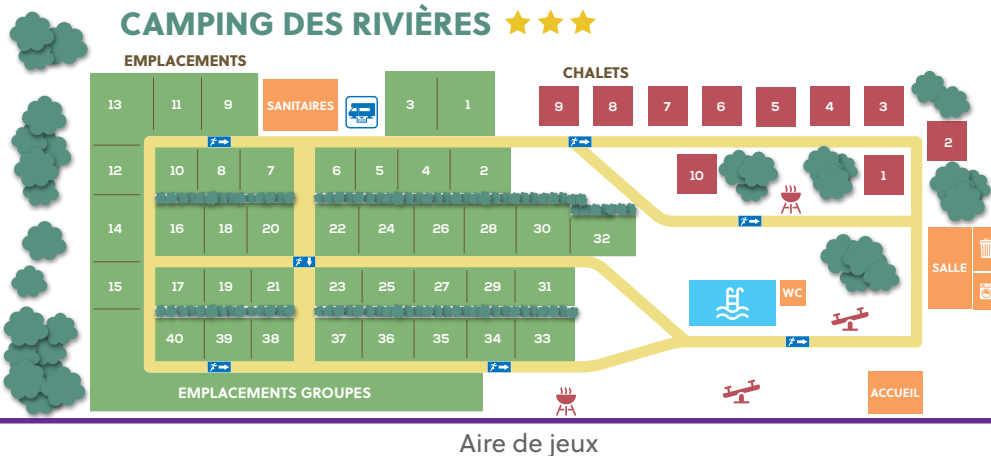 CAMPING DES RIVIÈRES
EMPLACEMENTS
CHALETS
13 11 9
SANITAIRES
3 1
9 8 7 6 5 4 3
2
12
10 8 7
6 5 4 2
10
1
14
16 18 20
22 24 26 28 30 32
SALLE
15
17 19 21
23 25 27 29 31
WC
40 39 38
37 36 35 34 33
EMPLACEMENTS GROUPES
ACCUEIL
Aire de jeux